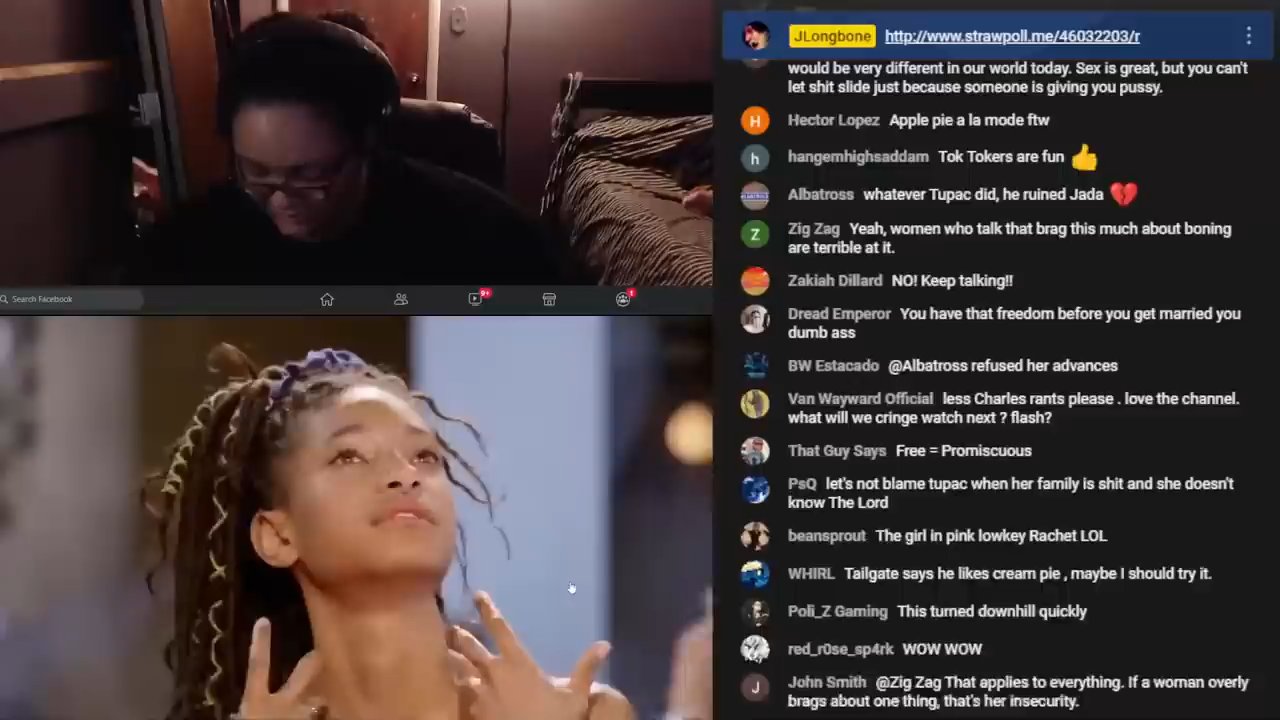 JLongbone http://www.strawpoll.me/46032203/r
would be very different in our world today. Sex is great, but you can't
let shit slide just because someone is giving you pussy.
H Hector Lopez Apple pie a la mode ftw
h hangemhighsaddam Tok Tokers are fun
Albatross whatever Tupac did, he ruined Jada
Z Zig Zag Yeah, women who talk that brag this much about boning
are terrible at it.
Zakiah Dillard NO! Keep talking!!
Search Facebook
9+
1
Dread Emperor You have that freedom before you get married you
dumb ass
BW Estacado @Albatross refused her advances
Van Wayward Official less Charles rants please . love the channel.
what will we cringe watch next ? flash?
That Guy Says Free = Promiscuous
PsQ let's not blame tupac when her family is shit and she doesn't
know The Lord
beansprout The girl in pink lowkey Rachet LOL
WHIRL Tailgate says he likes cream pie , maybe I should try it.
Poli_Z Gaming This turned downhill quickly
red_r0se_sp4rk WOW WOW
J John Smith @Zig Zag That applies to everything. If a woman overly
brags about one thing, that's her insecurity.